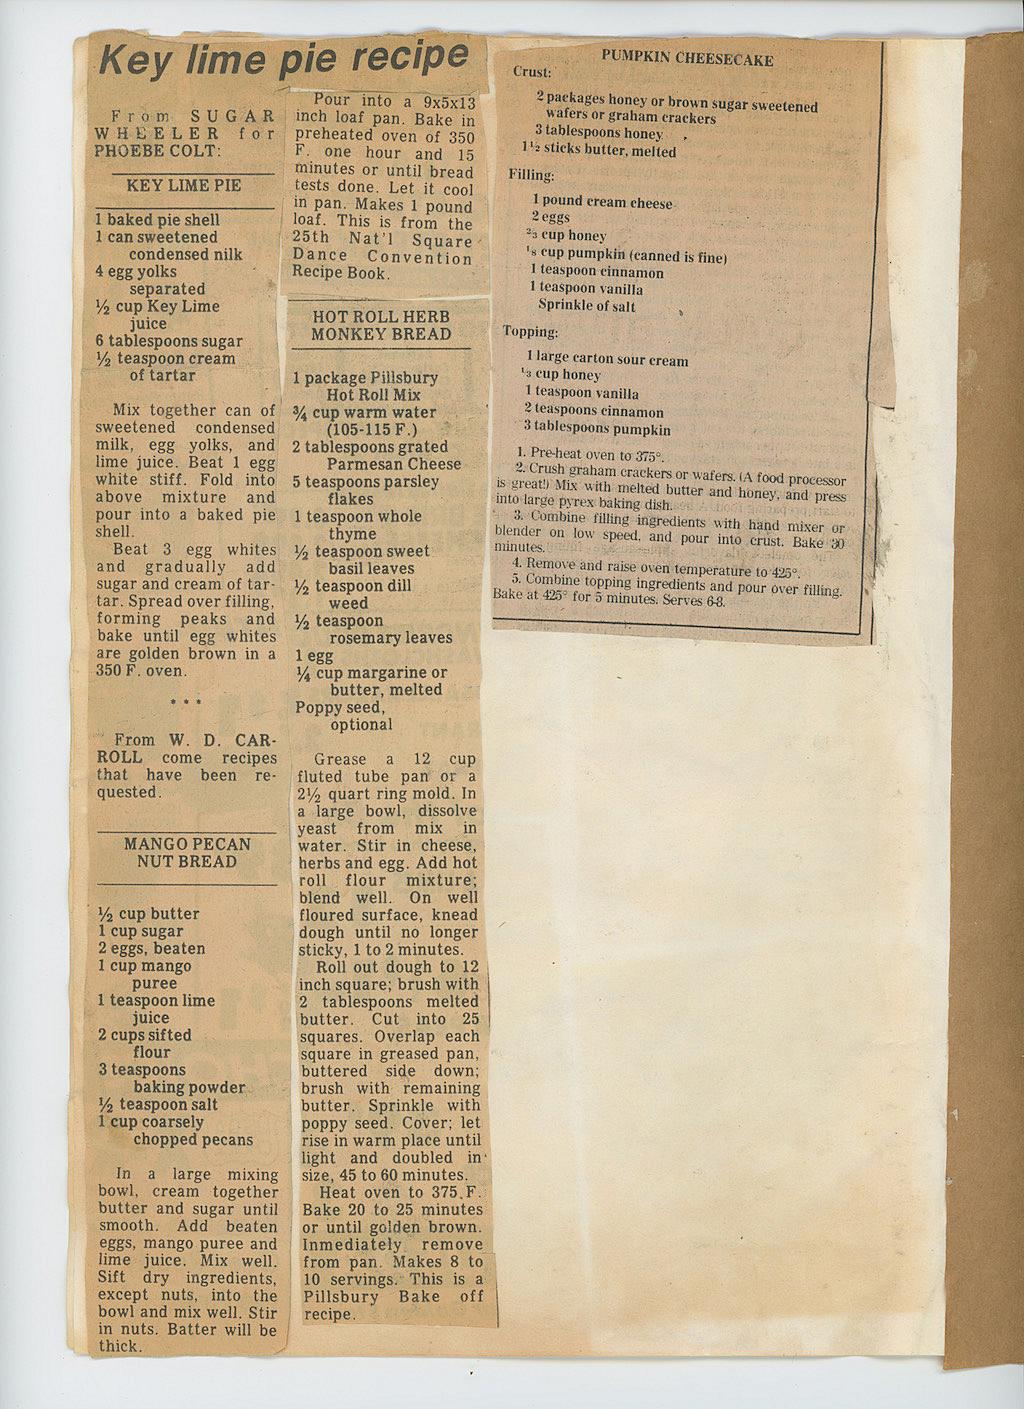 Key lime pie recipe
From SUGAR
WHEELER for
PHOEBE COLT:
KEY LIME PIE
1 baked pie shell
1 can sweetened
condensed nilk
4 egg yolks
separated
½ cup Key Lime
juice
6 tablespoons sugar
½ teaspoon cream
of tartar
Mix together can of
sweetened condensed
milk, egg yolks, and
lime juice. Beat 1 egg
white stiff. Fold into
above mixture and
pour into a baked pie
shell.
Beat 3 egg whites
and gradually add
sugar and cream of tar-
tar. Spread over filling,
forming peaks and
bake until egg whites
are golden brown in a
350 F. oven.
* * *
From W. D. CAR-
ROLL come recipes
that have been re-
quested.
MANGO PECAN
NUT BREAD
½ cup butter
1 cup sugar
2 eggs, beaten
1 cup mango
puree
1 teaspoon lime
juice
2 cups sifted
flour
3 teaspoons
baking powder
½ teaspoon salt
1 cup coarsely
chopped pecans
In a large mixing
bowl, cream together
butter and sugar until
smooth. Add beaten
eggs, mango puree and
lime juice. Mix well.
Sift dry ingredients,
except nuts, into the
bowl and mix well. Stir
in nuts. Batter will be
thick.
Pour into a 9x5x13
inch loaf pan. Bake in
preheated oven of 350
F. one hour and 15
minutes or until bread
tests done. Let it cool
in pan. Makes 1 pound
loaf. This is from the
25th Nat'l Square
Dance Convention
Recipe Book.
HOT ROLL HERB
MONKEY BREAD
1 package Pillsbury
Hot Roll Mix
¾ cup warm water
(105-115 F.)
2 tablespoons grated
Parmesan Cheese
5 teaspoons parsley
flakes
1 teaspoon whole
thyme
½ teaspoon sweet
basil leaves
½ teaspoon dill
weed
½ teaspoon
rosemary leaves
1 egg
¼ cup margarine or
butter, melted
Poppy seed,
optional
Grease a 12 cup
fluted tube pan or a
2½ quart ring mold. In
a large bowl, dissolve
yeast from mix in
water. Stir in cheese,
herbs and egg. Add hot
roll flour mixture;
blend well. On well
floured surface, knead
dough until no longer
sticky, 1 to 2 minutes.
Roll out dough to 12
inch square; brush with
2 tablespoons melted
butter. Cut into 25
squares. Overlap each
square in greased pan,
buttered side down;
brush with remaining
butter. Sprinkle with
poppy seed. Cover; let
rise in warm place until
light and doubled in
size, 45 to 60 minutes.
Heat oven to 375 F.
Bake 20 to 25 minutes
or until golden brown.
Inmediately remove
from pan. Makes 8 to
10 servings. This is a
Pillsbury Bake off
recipe.
PUMPKIN CHEESECAKE
Crust:
2 packages honey or brown sugar sweetened
wafers or graham crackers
3 tablespoons honey
1½ sticks butter, melted
Filling:
1 pound cream cheese
2 eggs
⅔ cup honey
⅛ cup pumpkin (canned is fine)
1 teaspoon cinnamon
1 teaspoon vanilla
Sprinkle of salt
Topping:
1 large carton sour cream
⅓ cup honey
1 teaspoon vanilla
2 teaspoons cinnamon
3 tablespoons pumpkin
1. Pre-heat oven to 375°.
2. Crush graham crackers or wafers. (A food processor
is great!) Mix with melted butter and honey, and press
into large pyrex baking dish.
3. Combine filling ingredients with hand mixer or
blender on low speed, and pour into crust. Bake 30
minutes.
4. Remove and raise oven temperature to 425°.
5. Combine topping ingredients and pour over filling.
Bake at 425° for 5 minutes. Serves 6-8.